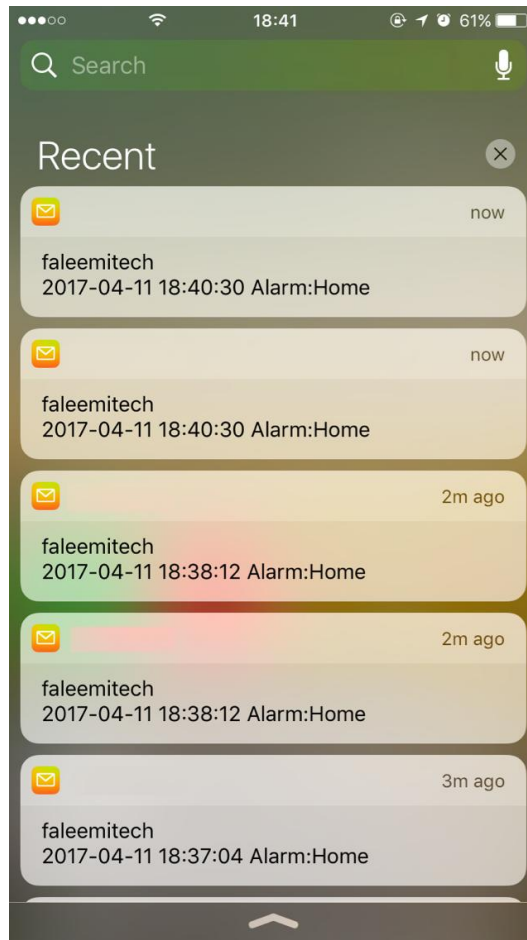 18:41
61%
Search
Recent
now
faleemitech
2017-04-11 18:40:30 Alarm:Home
now
faleemitech
2017-04-11 18:40:30 Alarm:Home
2m ago
faleemitech
2017-04-11 18:38:12 Alarm:Home
2m ago
faleemitech
2017-04-11 18:38:12 Alarm:Home
3m ago
faleemitech
2017-04-11 18:37:04 Alarm:Home